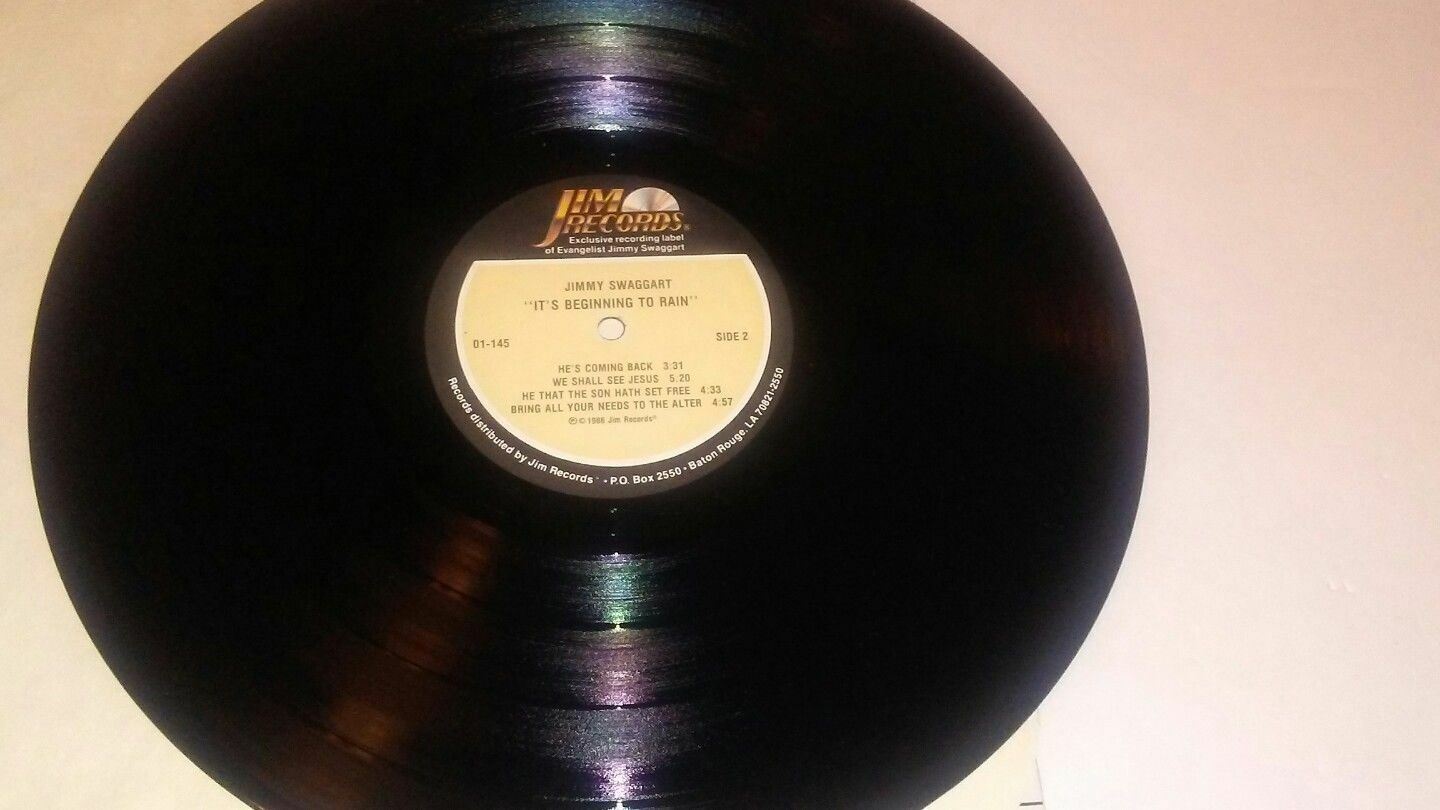 JIM
RECORDS®
Exclusive recording label
of Evangelist Jimmy Swaggart
JIMMY SWAGGART
"IT'S BEGINNING TO RAIN"
01-145
SIDE 2
HE'S COMING BACK 3:31
WE SHALL SEE JESUS 5:20
HE THAT THE SON HATH SET FREE 4:33
BRING ALL YOUR NEEDS TO THE ALTER 4:57
℗ © 1986 Jim Records®
Records distributed by Jim Records • P.O. Box 2550 • Baton Rouge, LA 70821-2550